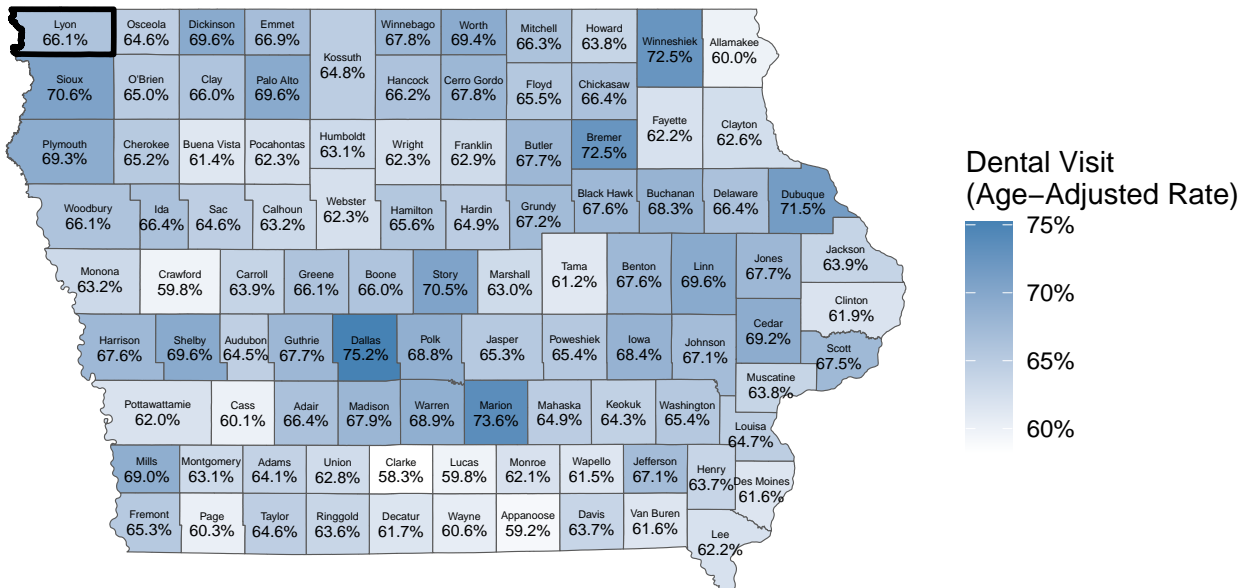 Lyon
66.1%
Osceola
64.6%
Dickinson
69.6%
Emmet
66.9%
Kossuth
64.8%
Winnebago
67.8%
Worth
69.4%
Mitchell
66.3%
Howard
63.8%
Winneshiek
72.5%
Allamakee
60.0%
Sioux
70.6%
O'Brien
65.0%
Clay
66.0%
Palo Alto
69.6%
Hancock
66.2%
Cerro Gordo
67.8%
Floyd
65.5%
Chickasaw
66.4%
Fayette
62.2%
Clayton
62.6%
Plymouth
69.3%
Cherokee
65.2%
Buena Vista
61.4%
Pocahontas
62.3%
Humboldt
63.1%
Wright
62.3%
Franklin
62.9%
Butler
67.7%
Bremer
72.5%
Woodbury
66.1%
Ida
66.4%
Sac
64.6%
Calhoun
63.2%
Webster
62.3%
Hamilton
65.6%
Hardin
64.9%
Grundy
67.2%
Black Hawk
67.6%
Buchanan
68.3%
Delaware
66.4%
Dubuque
71.5%
Monona
63.2%
Crawford
59.8%
Carroll
63.9%
Greene
66.1%
Boone
66.0%
Story
70.5%
Marshall
63.0%
Tama
61.2%
Benton
67.6%
Linn
69.6%
Jones
67.7%
Jackson
63.9%
Clinton
61.9%
Harrison
67.6%
Shelby
69.6%
Audubon
64.5%
Guthrie
67.7%
Dallas
75.2%
Polk
68.8%
Jasper
65.3%
Poweshiek
65.4%
Iowa
68.4%
Johnson
67.1%
Cedar
69.2%
Scott
67.5%
Muscatine
63.8%
Pottawattamie
62.0%
Cass
60.1%
Adair
66.4%
Madison
67.9%
Warren
68.9%
Marion
73.6%
Mahaska
64.9%
Keokuk
64.3%
Washington
65.4%
Louisa
64.7%
Mills
69.0%
Montgomery
63.1%
Adams
64.1%
Union
62.8%
Clarke
58.3%
Lucas
59.8%
Monroe
62.1%
Wapello
61.5%
Jefferson
67.1%
Henry
63.7%
Des Moines
61.6%
Fremont
65.3%
Page
60.3%
Taylor
64.6%
Ringgold
63.6%
Decatur
61.7%
Wayne
60.6%
Appanoose
59.2%
Davis
63.7%
Van Buren
61.6%
Lee
62.2%
Dental Visit
(Age−Adjusted Rate)
75%
70%
65%
60%